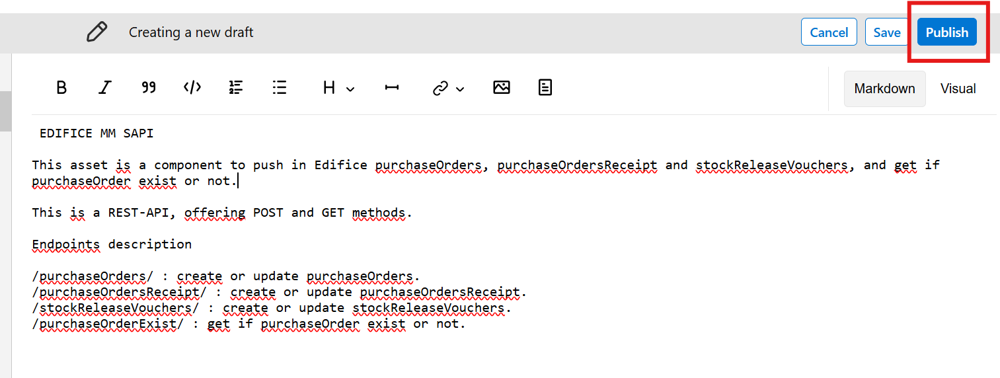 Creating a new draft
Cancel
Save
Publish
Markdown
Visual
EDIFICE MM SAPI
This asset is a component to push in Edifice purchaseOrders, purchaseOrdersReceipt and stockReleaseVouchers, and get if
purchaseOrder exist or not.
This is a REST-API, offering POST and GET methods.
Endpoints description
/purchaseOrders/ : create or update purchaseOrders.
/purchaseOrdersReceipt/ : create or update purchaseOrdersReceipt.
/stockReleaseVouchers/ : create or update stockReleaseVouchers.
/purchaseOrderExist/ : get if purchaseOrder exist or not.